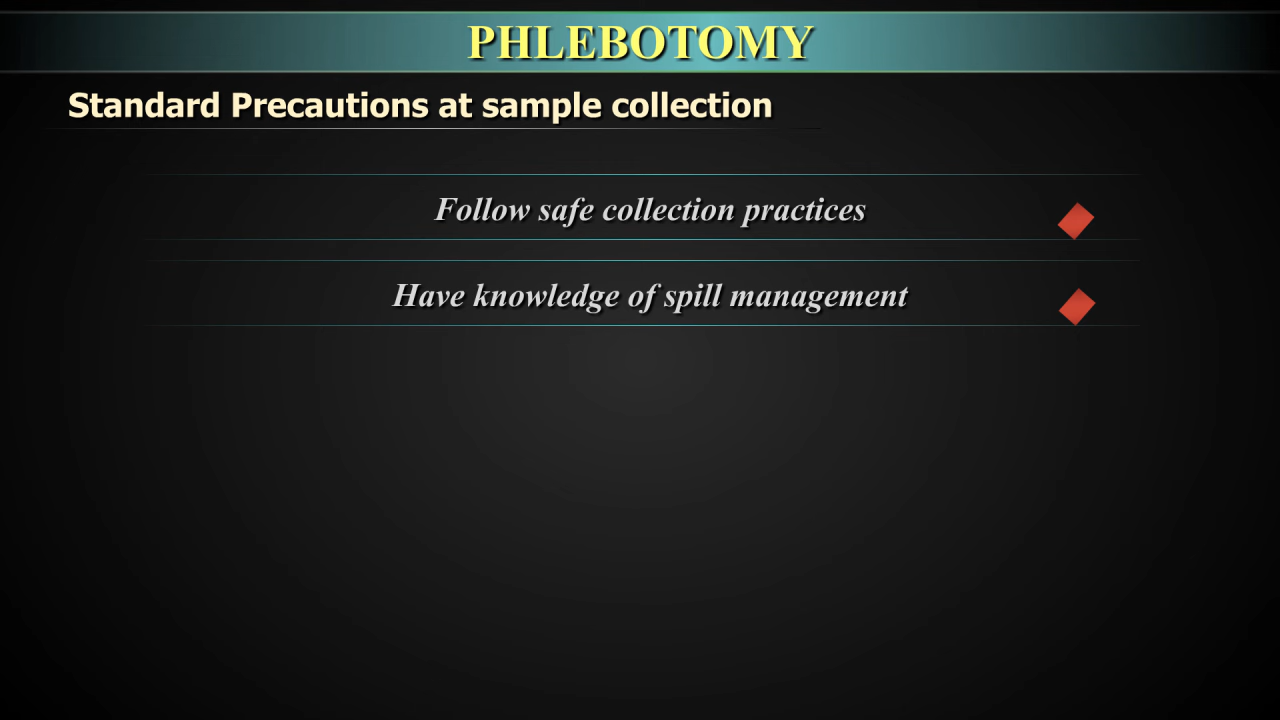 PHLEBOTOMY
Standard Precautions at sample collection
Follow safe collection practices
Have knowledge of spill management